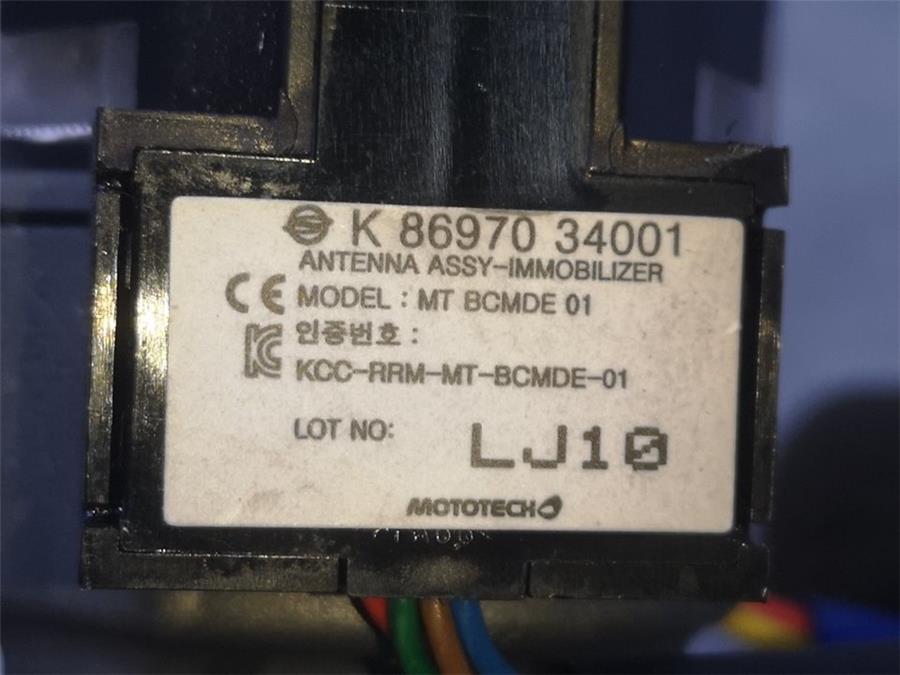 K 86970 34001
ANTENNA ASSY-IMMOBILIZER
CE MODEL : MT BCMDE 01
인증번호 :
KCC-RRM-MT-BCMDE-01
LOT NO: LJ10
MOTOTECH